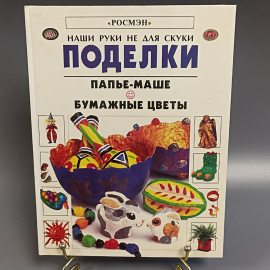 «РОСМЭН»
НАШИ РУКИ НЕ ДЛЯ СКУКИ
ПОДЕЛКИ
ПАПЬЕ-МАШЕ
БУМАЖНЫЕ ЦВЕТЫ